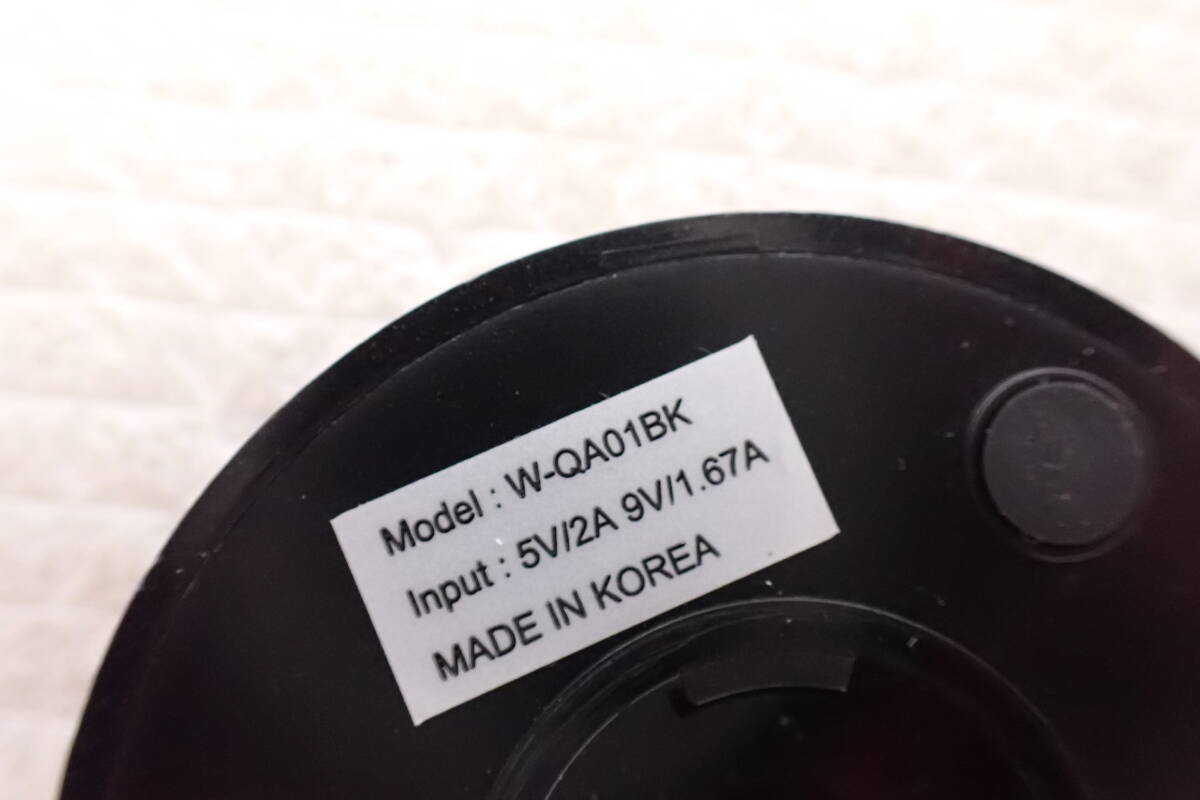 Model : W-QA01BK
Input : 5V/2A 9V/1.67A
MADE IN KOREA